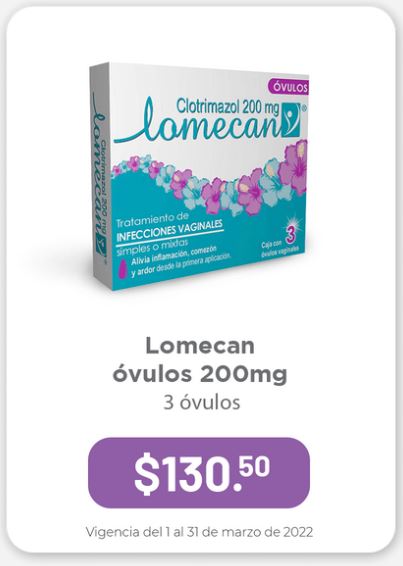 ÓVULOS
Clotrimazol 200 mg
lomecan V®
Clotrimazol 200 mg
lomecan V
Tratamiento de
INFECCIONES VAGINALES
simples o mixtas
Alivia inflamación, comezón
y ardor desde la primera aplicación.
3
Caja con
óvulos vaginales
Lomecan
óvulos 200mg
3 óvulos
$130.50
Vigencia del 1 al 31 de marzo de 2022